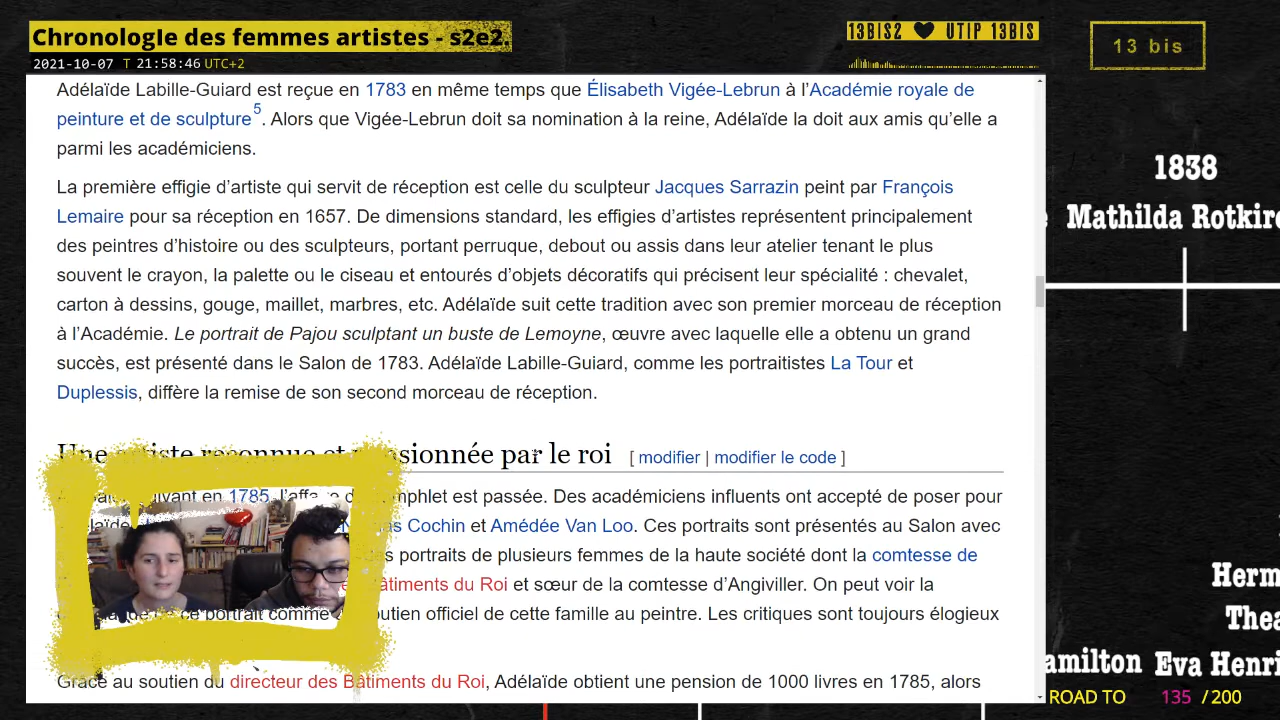 Chronologie des femmes artistes - s2e2
2021-10-07 T 21:58:46 UTC+2
13BIS2 UTIP 13BIS
13 bis
Adélaïde Labille-Guiard est reçue en 1783 en même temps que Élisabeth Vigée-Lebrun à l’Académie royale de
peinture et de sculpture5. Alors que Vigée-Lebrun doit sa nomination à la reine, Adélaïde la doit aux amis qu’elle a
parmi les académiciens.
La première effigie d’artiste qui servit de réception est celle du sculpteur Jacques Sarrazin peint par François
Lemaire pour sa réception en 1657. De dimensions standard, les effigies d’artistes représentent principalement
des peintres d’histoire ou des sculpteurs, portant perruque, debout ou assis dans leur atelier tenant le plus
souvent le crayon, la palette ou le ciseau et entourés d’objets décoratifs qui précisent leur spécialité : chevalet,
carton à dessins, gouge, maillet, marbres, etc. Adélaïde suit cette tradition avec son premier morceau de réception
à l’Académie. Le portrait de Pajou sculptant un buste de Lemoyne, œuvre avec laquelle elle a obtenu un grand
succès, est présenté dans le Salon de 1783. Adélaïde Labille-Guiard, comme les portraitistes La Tour et
Duplessis, diffère la remise de son second morceau de réception.
Une artiste reconnue et pensionnée par le roi [ modifier | modifier le code ]
en 1785, l’affaire du pamphlet est passée. Des académiciens influents ont accepté de poser pour
Cochin et Amédée Van Loo. Ces portraits sont présentés au Salon avec
des portraits de plusieurs femmes de la haute société dont la comtesse de
Bâtiments du Roi et sœur de la comtesse d’Angiviller. On peut voir la
ce portrait comme soutien officiel de cette famille au peintre. Les critiques sont toujours élogieux
Grâce au soutien du directeur des Bâtiments du Roi, Adélaïde obtient une pension de 1000 livres en 1785, alors
1838
Mathilda Rotkir
Herm
Thea
amilton Eva Henri
ROAD TO 135 / 200